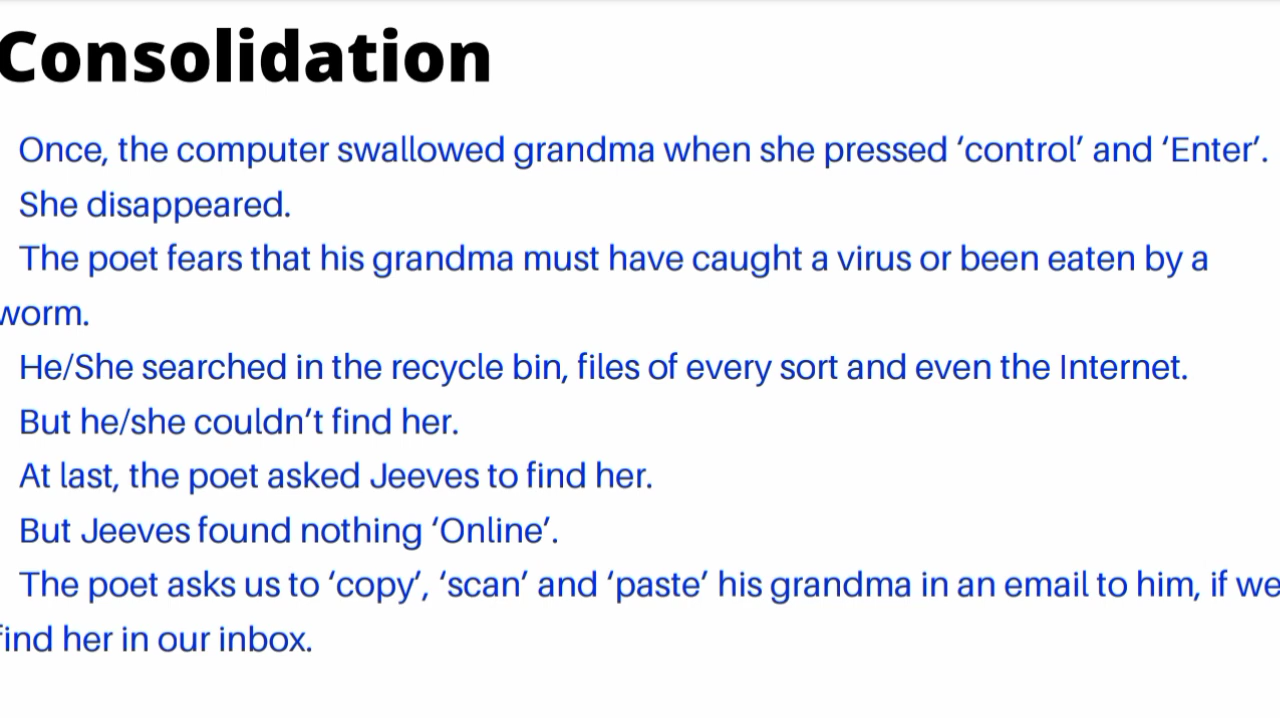 Consolidation
Once, the computer swallowed grandma when she pressed ‘control’ and ‘Enter’.
She disappeared.
The poet fears that his grandma must have caught a virus or been eaten by a
worm.
He/She searched in the recycle bin, files of every sort and even the Internet.
But he/she couldn’t find her.
At last, the poet asked Jeeves to find her.
But Jeeves found nothing ‘Online’.
The poet asks us to ‘copy’, ‘scan’ and ‘paste’ his grandma in an email to him, if we
find her in our inbox.